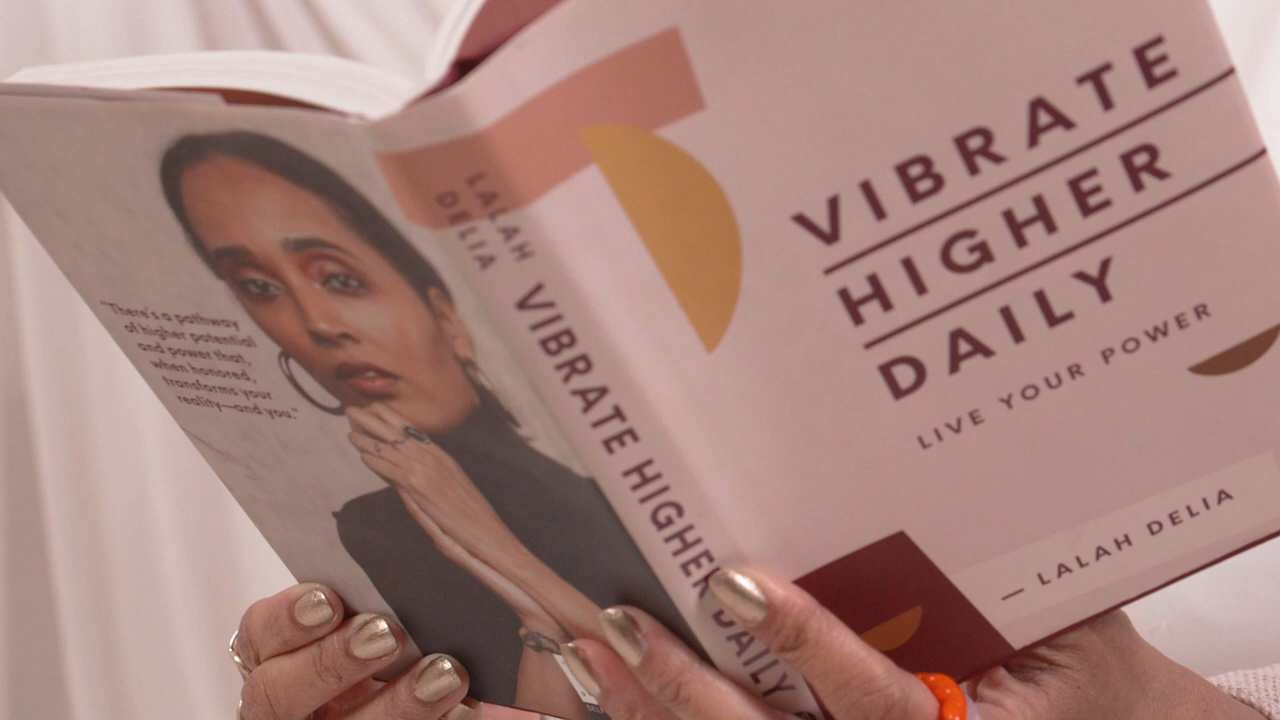 "There's a pathway
of higher potential
and power that,
when honored,
transforms your
reality—and you."
LALAH
DELIA
VIBRATE HIGHER DAILY
VIBRATE
HIGHER
DAILY
LIVE YOUR POWER
— LALAH DELIA